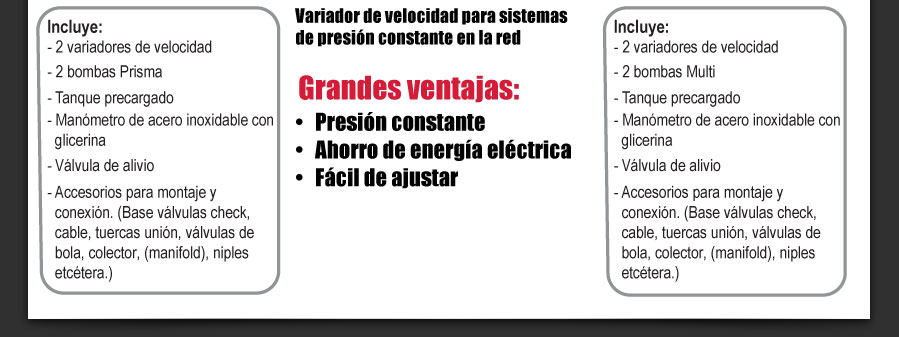 Incluye:
- 2 variadores de velocidad
- 2 bombas Prisma
- Tanque precargado
- Manómetro de acero inoxidable con
glicerina
- Válvula de alivio
- Accesorios para montaje y
conexión. (Base válvulas check,
cable, tuercas unión, válvulas de
bola, colector, (manifold), niples
etcétera.)
Variador de velocidad para sistemas
de presión constante en la red
Grandes ventajas:
• Presión constante
• Ahorro de energía eléctrica
• Fácil de ajustar
Incluye:
- 2 variadores de velocidad
- 2 bombas Multi
- Tanque precargado
- Manómetro de acero inoxidable con
glicerina
- Válvula de alivio
- Accesorios para montaje y
conexión. (Base válvulas check,
cable, tuercas unión, válvulas de
bola, colector, (manifold), niples
etcétera.)